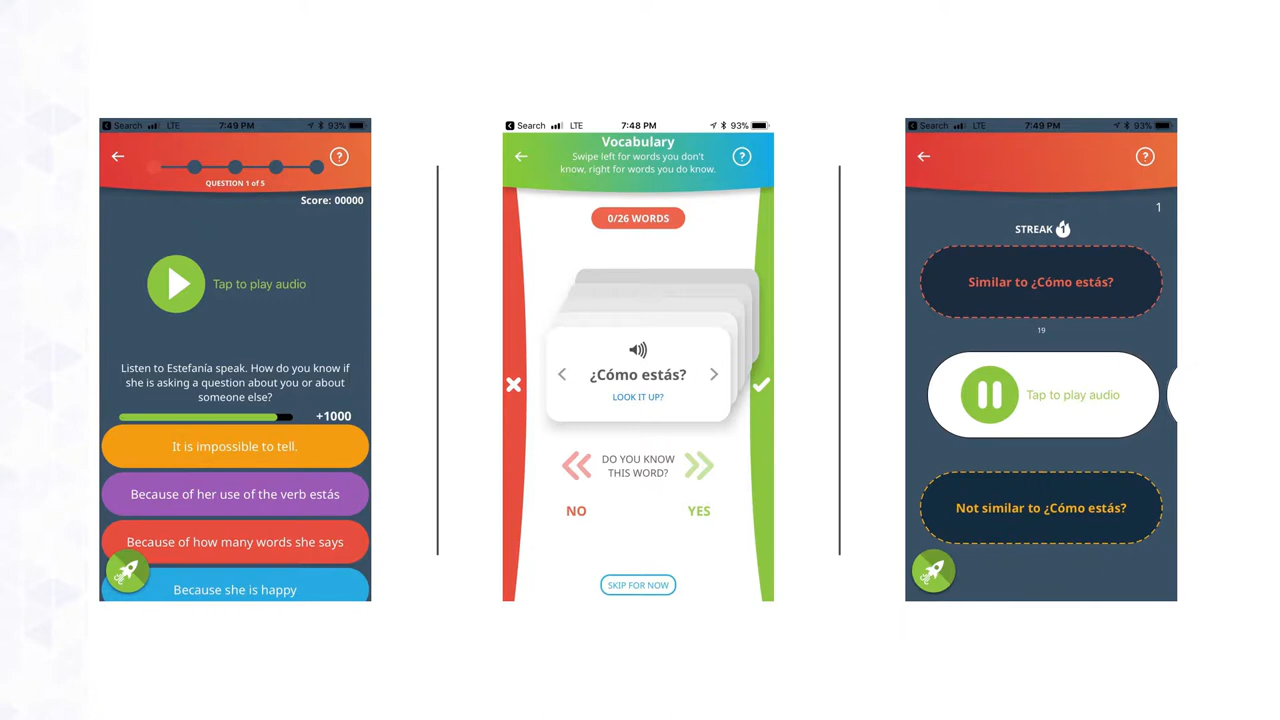 Search LTE 7:49 PM 93%
?
QUESTION 1 of 5
Score: 00000
Tap to play audio
Listen to Estefanía speak. How do you know if
she is asking a question about you or about
someone else?
+1000
It is impossible to tell.
Because of her use of the verb estás
Because of how many words she says
Because she is happy
Search LTE 7:48 PM 93%
Vocabulary
Swipe left for words you don't
know, right for words you do know.
?
0/26 WORDS
¿Cómo estás?
LOOK IT UP?
DO YOU KNOW
THIS WORD?
NO YES
SKIP FOR NOW
Search LTE 7:49 PM 93%
?
1
STREAK 1
Similar to ¿Cómo estás?
19
Tap to play audio
Not similar to ¿Cómo estás?